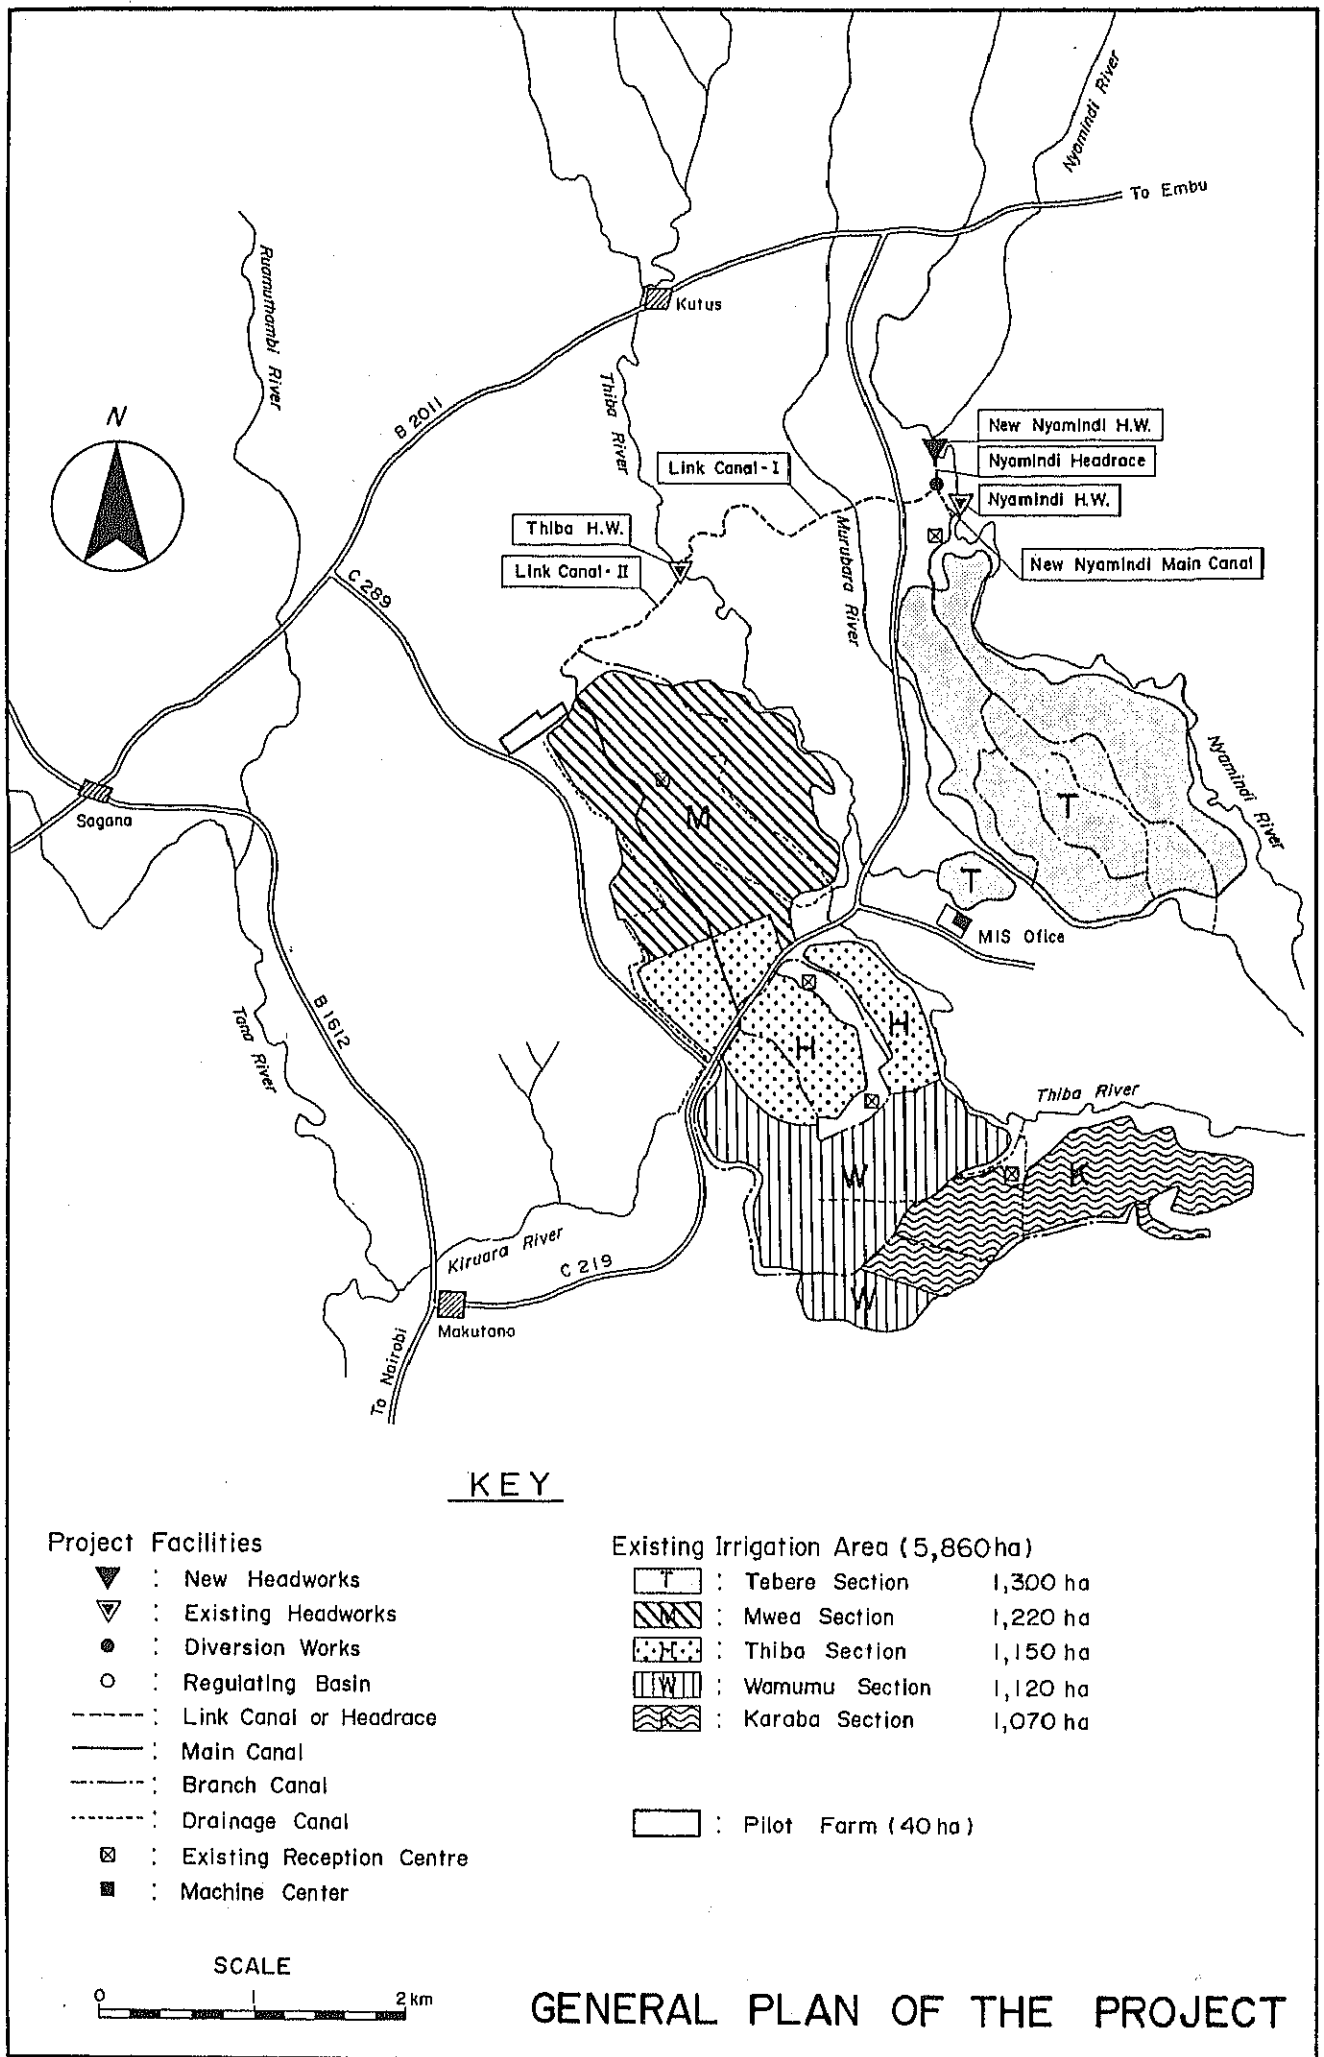 Nyamindi River
To Embu
Ruamuthambi River
Kutus
N
Thiba River
B 2011
New Nyamindi H.W.
Link Canal-I
Nyamindi Headrace
Nyamindi H.W.
Thiba H.W.
Murubara River
Link Canal-II
New Nyamindi Main Canal
C 289
Nyamindi River
Sagana
M
T
T
MIS Ofice
B 1612
Tana River
H
H
Thiba River
W
K
Kiruara River
C 219
W
Makutano
To Nairobi
KEY
Project Facilities
: New Headworks
: Existing Headworks
: Diversion Works
: Regulating Basin
: Link Canal or Headrace
: Main Canal
: Branch Canal
: Drainage Canal
: Existing Reception Centre
: Machine Center
Existing Irrigation Area (5,860ha)
T : Tebere Section 1,300 ha
M : Mwea Section 1,220 ha
H : Thiba Section 1,150 ha
W : Wamumu Section 1,120 ha
K : Karaba Section 1,070 ha
: Pilot Farm (40 ha)
SCALE
0 1 2 km
GENERAL PLAN OF THE PROJECT